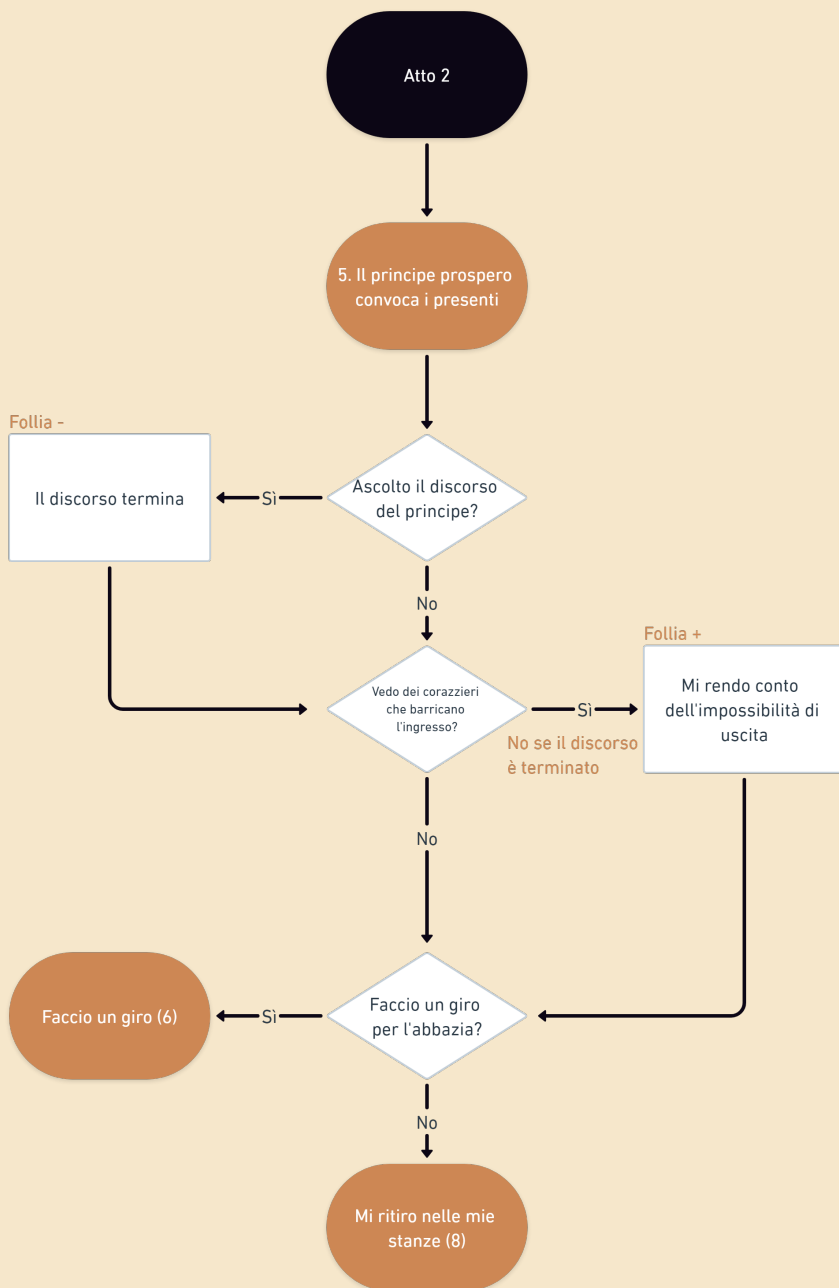 Atto 2
5. Il principe prospero
convoca i presenti
Follia -
Il discorso termina
Sì
Ascolto il discorso
del principe?
No
Follia +
Vedo dei corazzieri
che barricano
l'ingresso?
Sì
Mi rendo conto
dell'impossibilità di
uscita
No se il discorso
è terminato
No
Faccio un giro (6)
Sì
Faccio un giro
per l'abbazia?
No
Mi ritiro nelle mie
stanze (8)